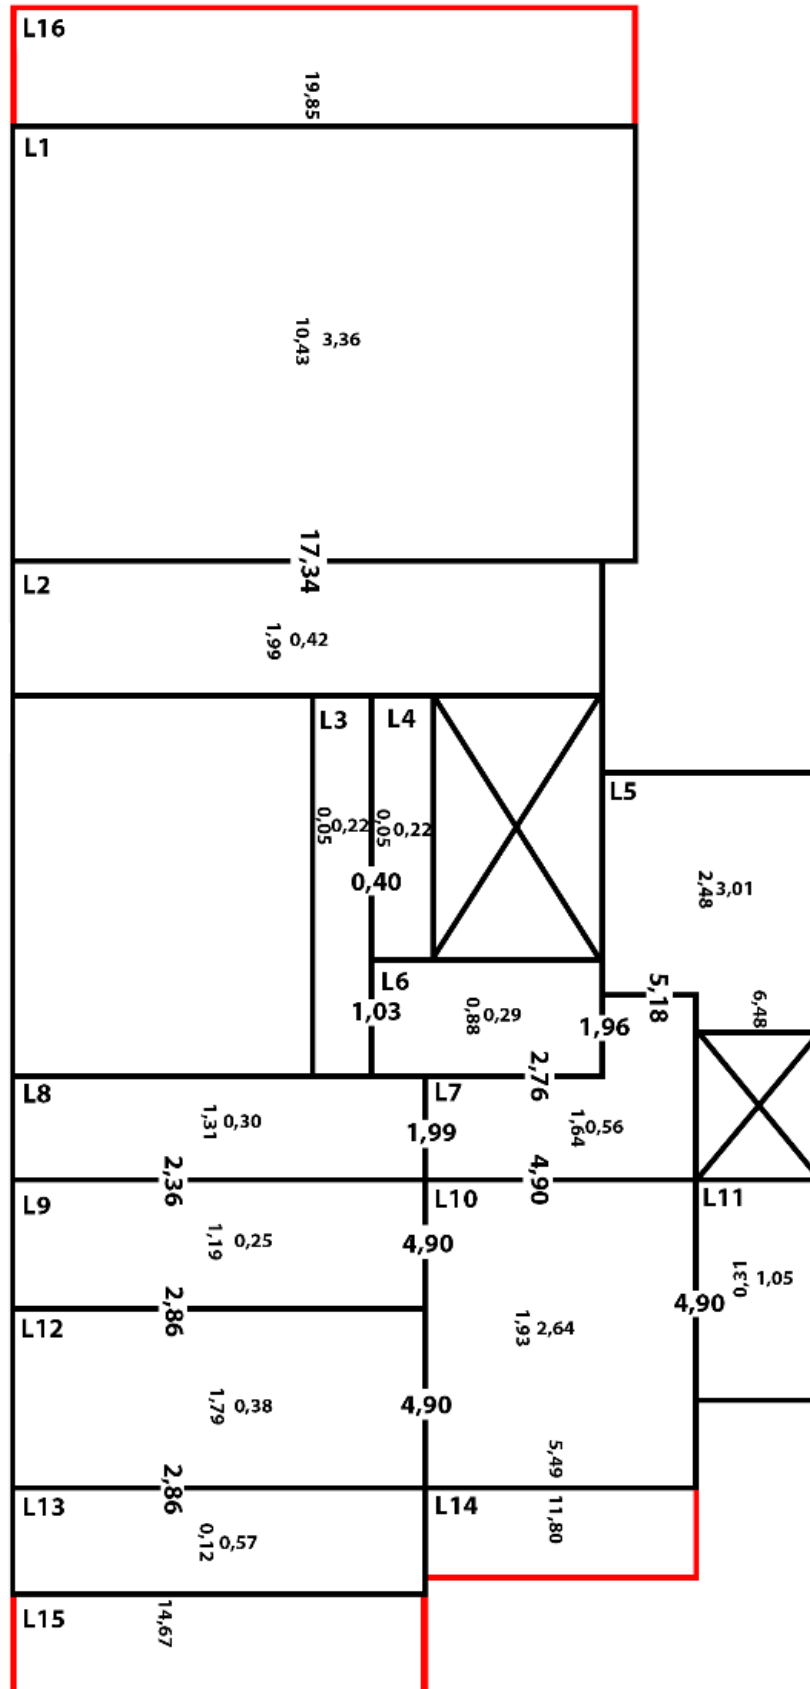 L16
19,85
L1
10,43 3,36
17,34
L2
1,99 0,42
L3
L4
0,05 0,22
0,05 0,22
0,40
L5
2,48 3,01
6,48
L6
1,03
0,88 0,29
1,96
5,18
2,76
L8
1,31 0,30
1,99
L7
1,64 0,56
2,36
4,90
L9
1,19 0,25
4,90
L10
1,93 2,64
5,49
4,90
L11
0,31 1,05
2,86
L12
1,79 0,38
4,90
2,86
L13
0,12 0,57
L14
11,80
L15
14,67